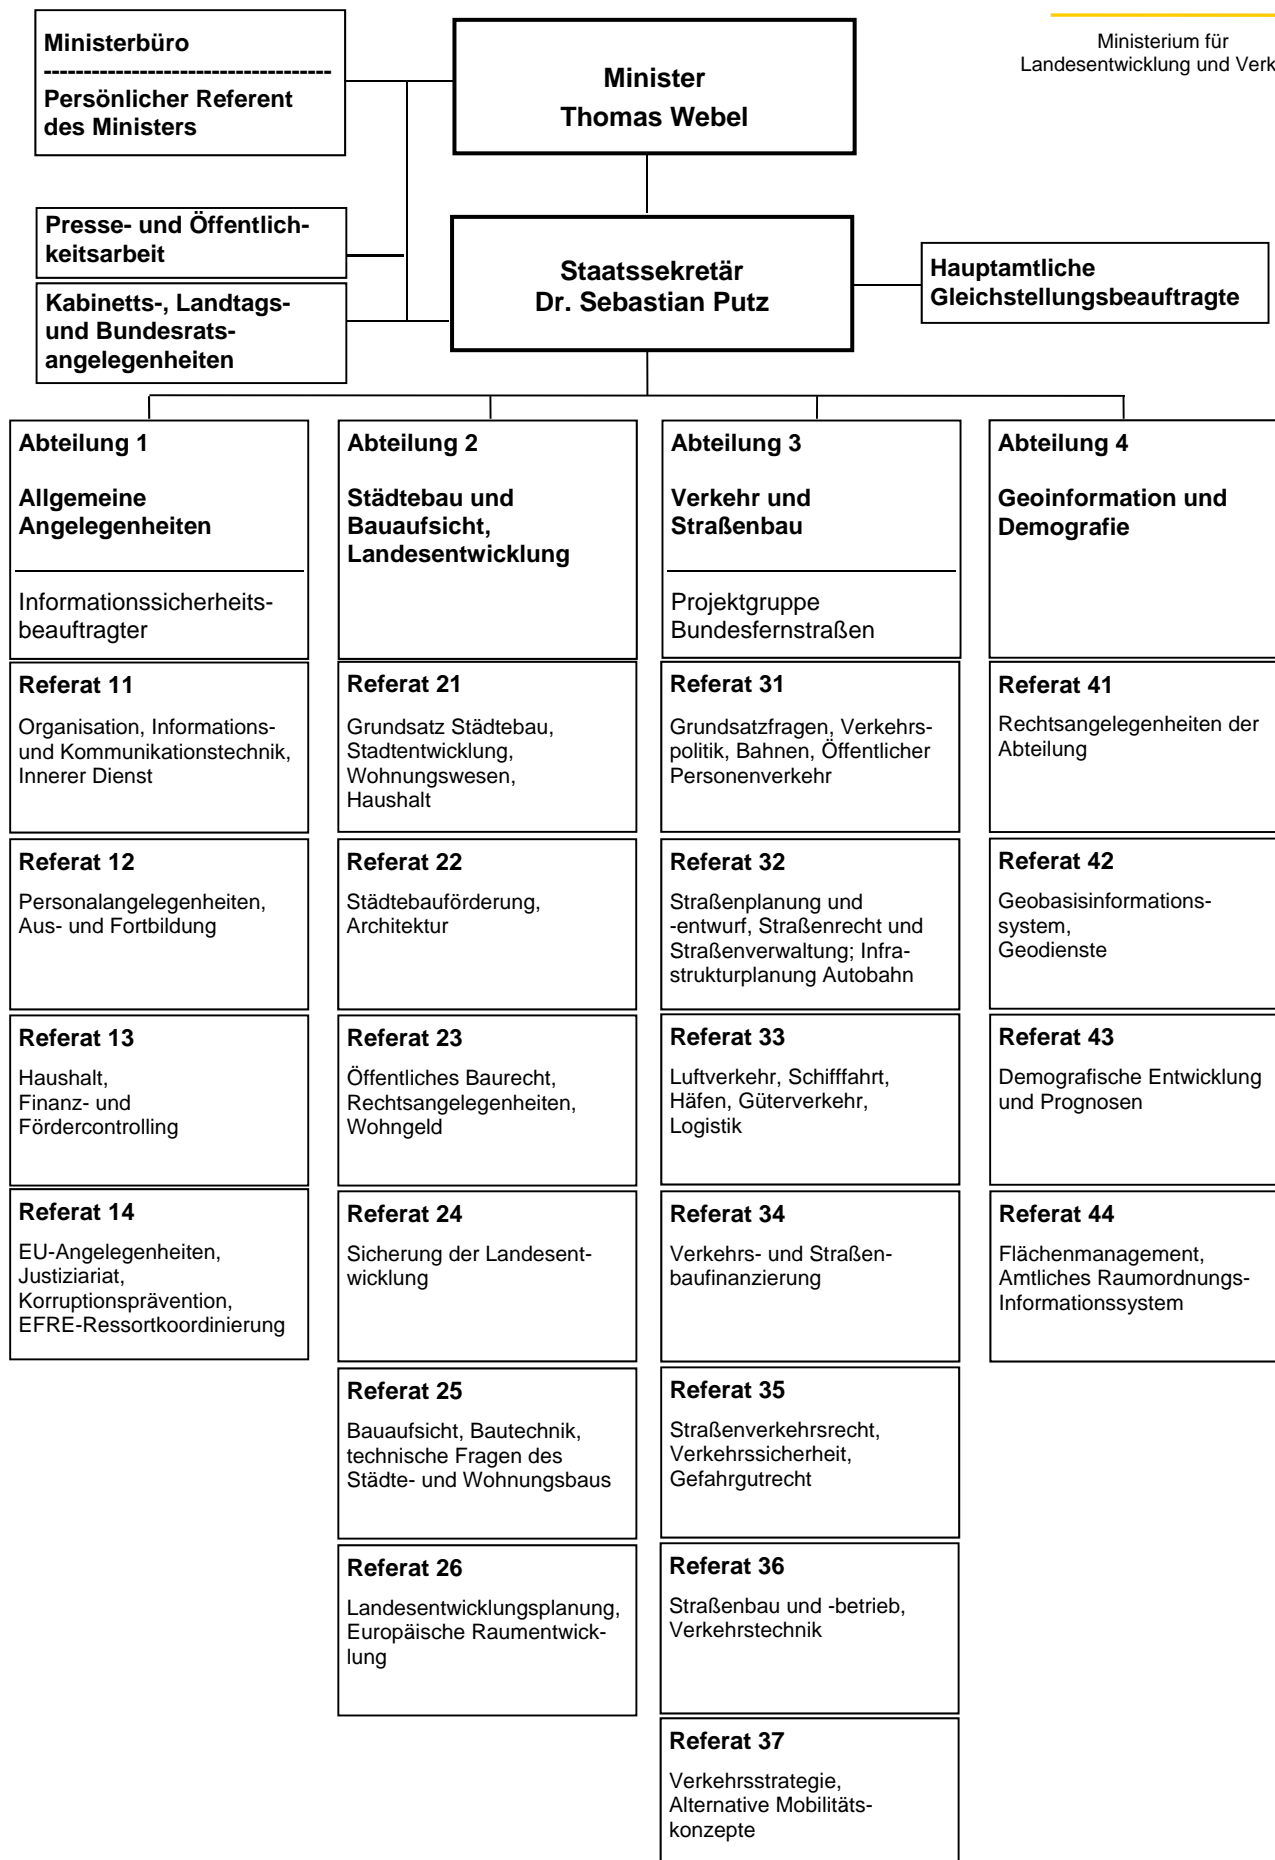 Ministerbüro
------------------------------------
Persönlicher Referent
des Ministers
Minister
Thomas Webel
Ministerium für
Landesentwicklung und Verk
Presse- und Öffentlich-
keitsarbeit
Kabinetts-, Landtags-
und Bundesrats-
angelegenheiten
Staatssekretär
Dr. Sebastian Putz
Hauptamtliche
Gleichstellungsbeauftragte
Abteilung 1
Allgemeine
Angelegenheiten
Informationssicherheits-
beauftragter
Referat 11
Organisation, Informations-
und Kommunikationstechnik,
Innerer Dienst
Referat 12
Personalangelegenheiten,
Aus- und Fortbildung
Referat 13
Haushalt,
Finanz- und
Fördercontrolling
Referat 14
EU-Angelegenheiten,
Justiziariat,
Korruptionsprävention,
EFRE-Ressortkoordinierung
Abteilung 2
Städtebau und
Bauaufsicht,
Landesentwicklung
Referat 21
Grundsatz Städtebau,
Stadtentwicklung,
Wohnungswesen,
Haushalt
Referat 22
Städtebauförderung,
Architektur
Referat 23
Öffentliches Baurecht,
Rechtsangelegenheiten,
Wohngeld
Referat 24
Sicherung der Landesent-
wicklung
Referat 25
Bauaufsicht, Bautechnik,
technische Fragen des
Städte- und Wohnungsbaus
Referat 26
Landesentwicklungsplanung,
Europäische Raumentwick-
lung
Abteilung 3
Verkehr und
Straßenbau
Projektgruppe
Bundesfernstraßen
Referat 31
Grundsatzfragen, Verkehrs-
politik, Bahnen, Öffentlicher
Personenverkehr
Referat 32
Straßenplanung und
-entwurf, Straßenrecht und
Straßenverwaltung; Infra-
strukturplanung Autobahn
Referat 33
Luftverkehr, Schifffahrt,
Häfen, Güterverkehr,
Logistik
Referat 34
Verkehrs- und Straßen-
baufinanzierung
Referat 35
Straßenverkehrsrecht,
Verkehrssicherheit,
Gefahrgutrecht
Referat 36
Straßenbau und -betrieb,
Verkehrstechnik
Referat 37
Verkehrsstrategie,
Alternative Mobilitäts-
konzepte
Abteilung 4
Geoinformation und
Demografie
Referat 41
Rechtsangelegenheiten der
Abteilung
Referat 42
Geobasisinformations-
system,
Geodienste
Referat 43
Demografische Entwicklung
und Prognosen
Referat 44
Flächenmanagement,
Amtliches Raumordnungs-
Informationssystem